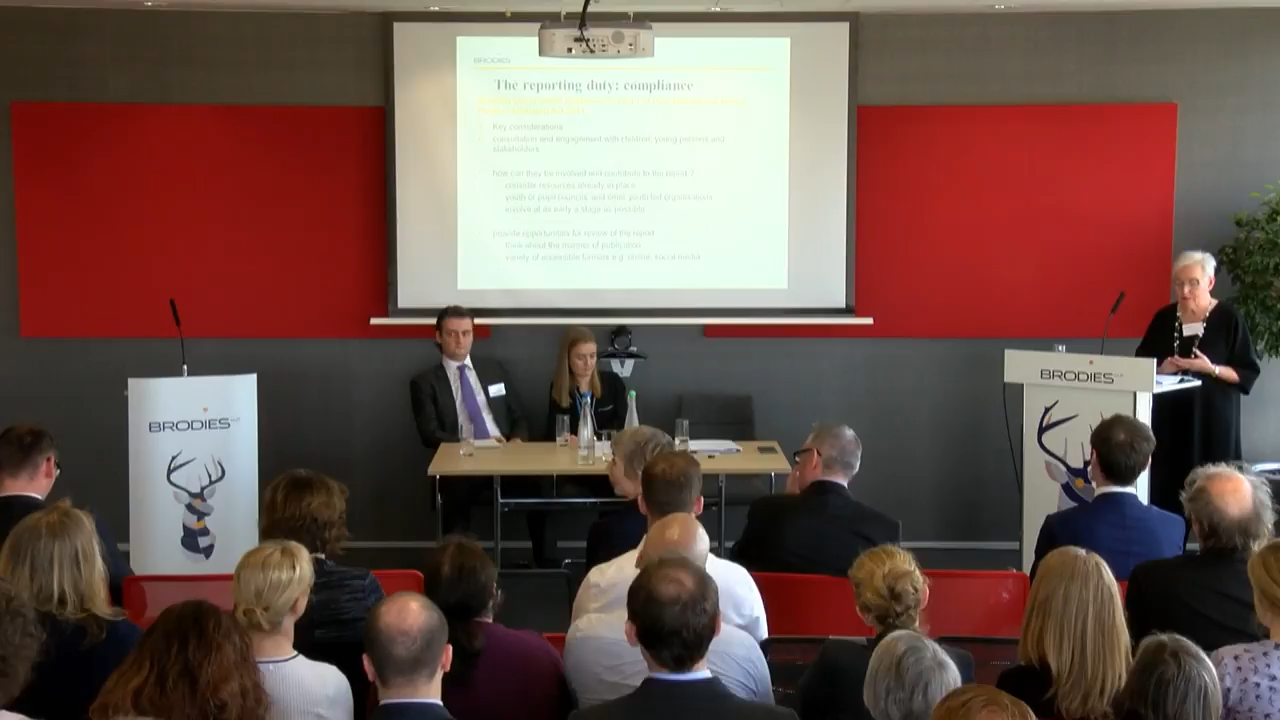 BRODIES
The reporting duty: compliance
Key considerations
consultation and engagement with children, young persons and
stakeholders
how can they be involved and contribute to the report ?
consider resources already in place
youth or pupil councils, and small youth led organisations
involve at as early a stage as possible
provide opportunities for review of the report
think about the manner of publication
variety of accessible formats e.g. online, social media
BRODIES LLP
BRODIES LLP